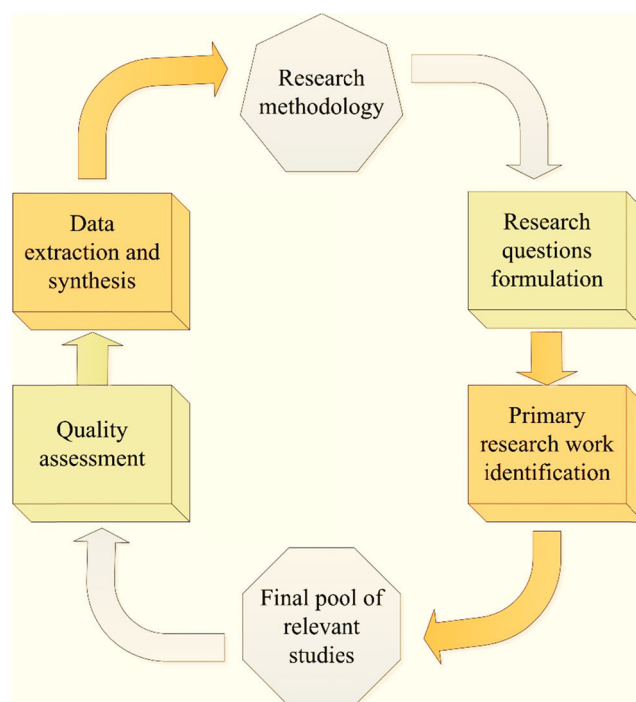 Research
methodology
Research
questions
formulation
Primary
research work
identification
Final pool of
relevant
studies
Quality
assessment
Data
extraction and
synthesis